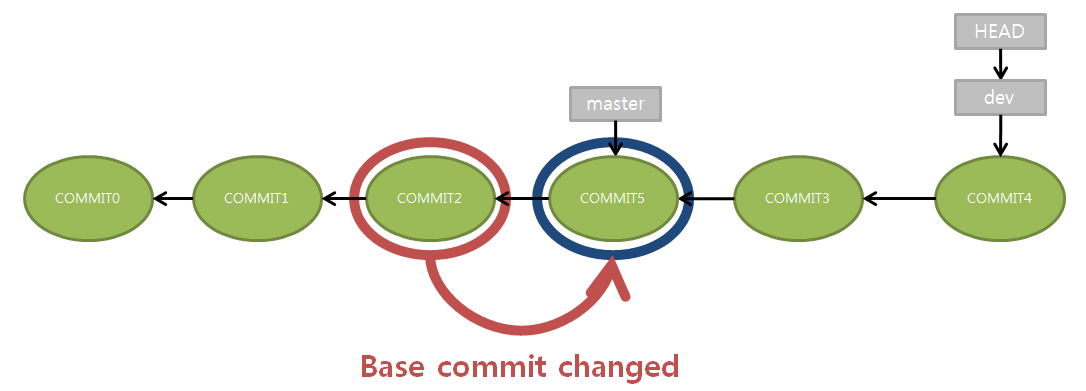 HEAD
dev
master
COMMIT0
COMMIT1
COMMIT2
COMMIT5
COMMIT3
COMMIT4
Base commit changed